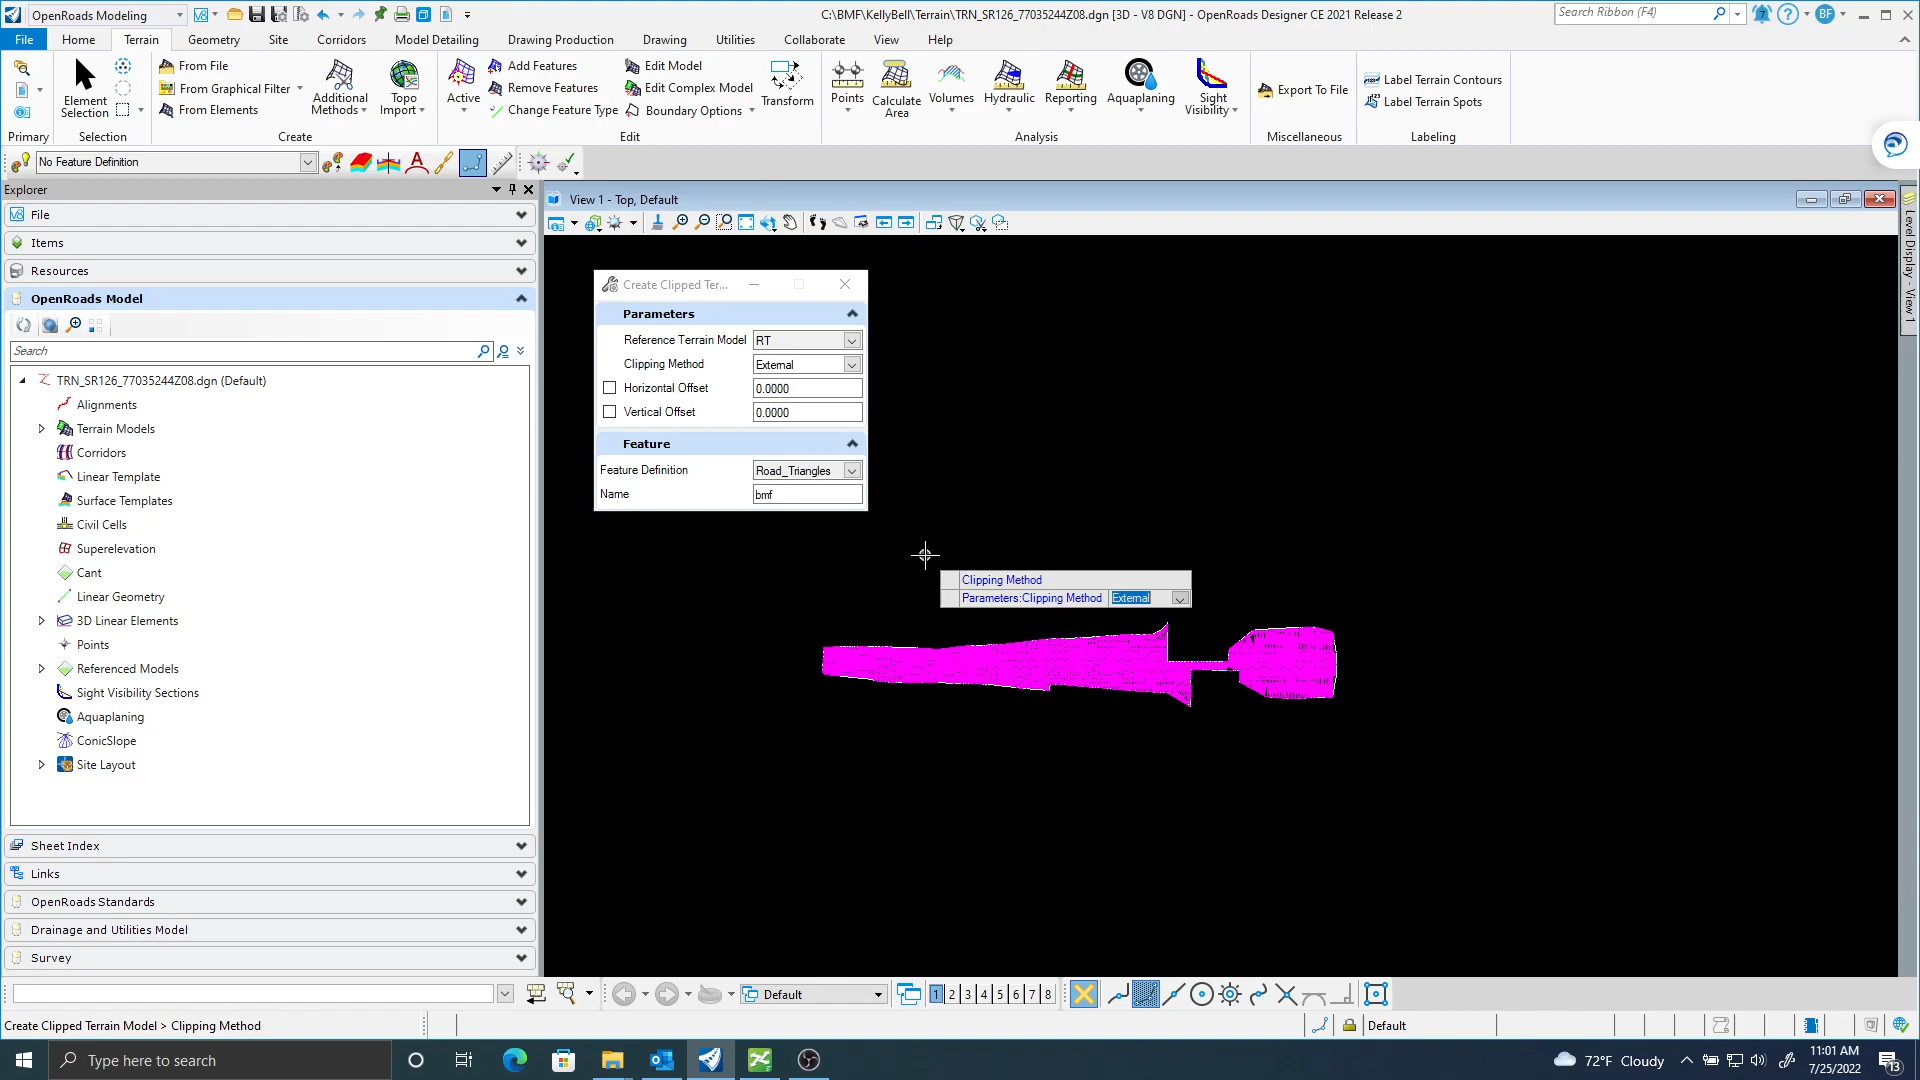 OpenRoads Modeling
C:\BMF\KellyBell\Terrain\TRN_SR126_77035244Z08.dgn [3D - V8 DGN] - OpenRoads Designer CE 2021 Release 2
Search Ribbon (F4)
BF
File Home Terrain Geometry Site Corridors Model Detailing Drawing Production Drawing Utilities Collaborate View Help
Primary
Element Selection
Selection
From File
From Graphical Filter
From Elements
Additional Methods
Topo Import
Create
Active
Add Features
Remove Features
Change Feature Type
Edit Model
Edit Complex Model
Boundary Options
Transform
Edit
Points
Calculate Area
Volumes
Hydraulic
Reporting
Aquaplaning
Sight Visibility
Analysis
Export To File
Miscellaneous
Label Terrain Contours
Label Terrain Spots
Labeling
No Feature Definition
Explorer
File
Items
Resources
OpenRoads Model
Search
TRN_SR126_77035244Z08.dgn (Default)
Alignments
Terrain Models
Corridors
Linear Template
Surface Templates
Civil Cells
Superelevation
Cant
Linear Geometry
3D Linear Elements
Points
Referenced Models
Sight Visibility Sections
Aquaplaning
ConicSlope
Site Layout
Sheet Index
Links
OpenRoads Standards
Drainage and Utilities Model
Survey
View 1 - Top, Default
Level Display - View 1
Create Clipped Ter...
Parameters
Reference Terrain Model RT
Clipping Method External
Horizontal Offset 0.0000
Vertical Offset 0.0000
Feature
Feature Definition Road_Triangles
Name bmf
Clipping Method
Parameters:Clipping Method External
Default
1 2 3 4 5 6 7 8
Create Clipped Terrain Model > Clipping Method
Default
Type here to search
72°F Cloudy
11:01 AM
7/25/2022
13